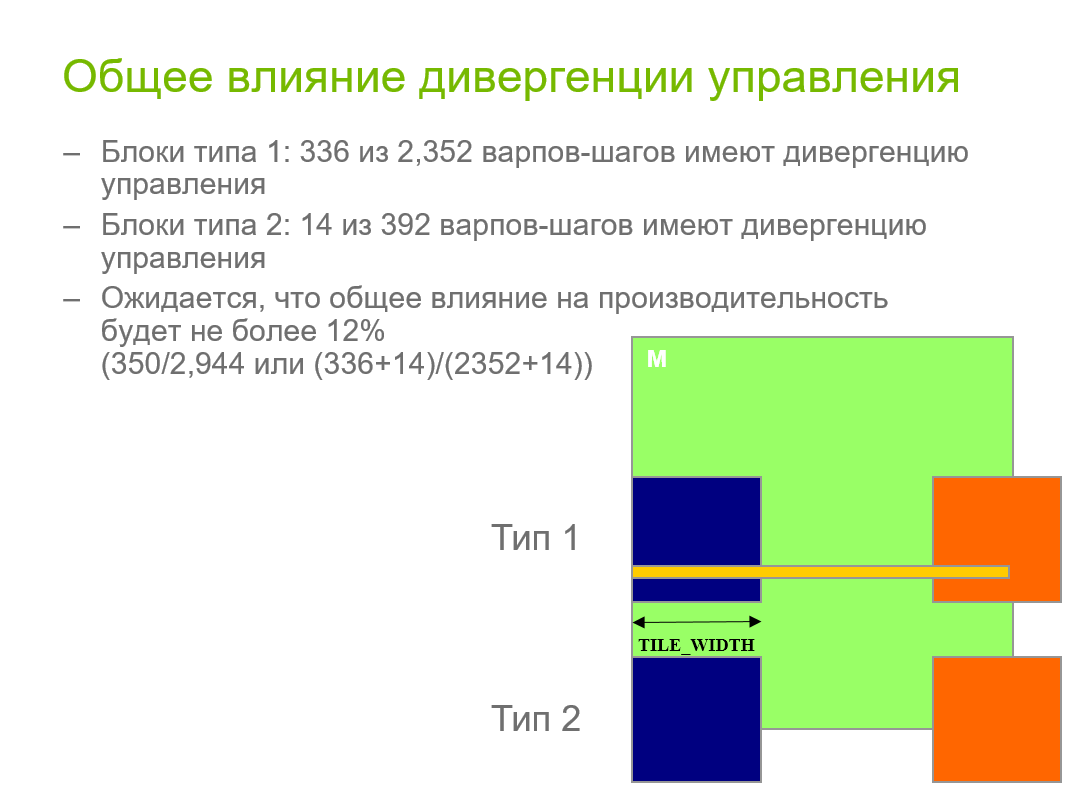 Общее влияние дивергенции управления
– Блоки типа 1: 336 из 2,352 варпов-шагов имеют дивергенцию
управления
– Блоки типа 2: 14 из 392 варпов-шагов имеют дивергенцию
управления
– Ожидается, что общее влияние на производительность
будет не более 12%
(350/2,944 или (336+14)/(2352+14))
M
Тип 1
TILE_WIDTH
Тип 2